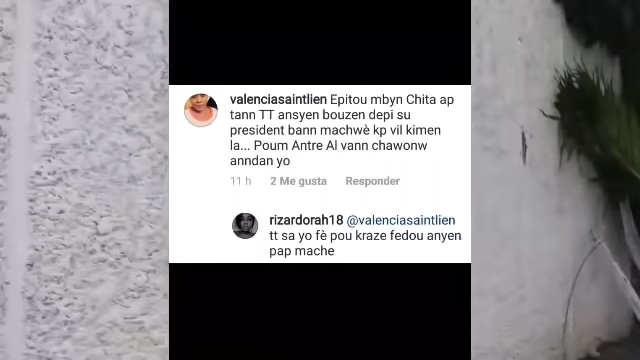 valenciasaintlien Epitou mbyn Chita ap
tann TT ansyen bouzen depi su
president bann machwè kp vil kimen
la... Poum Antre Al vann chawonw
anndan yo
11 h 2 Me gusta Responder
rizardorah18 @valenciasaintlien
tt sa yo fè pou kraze fedou anyen
pap mache